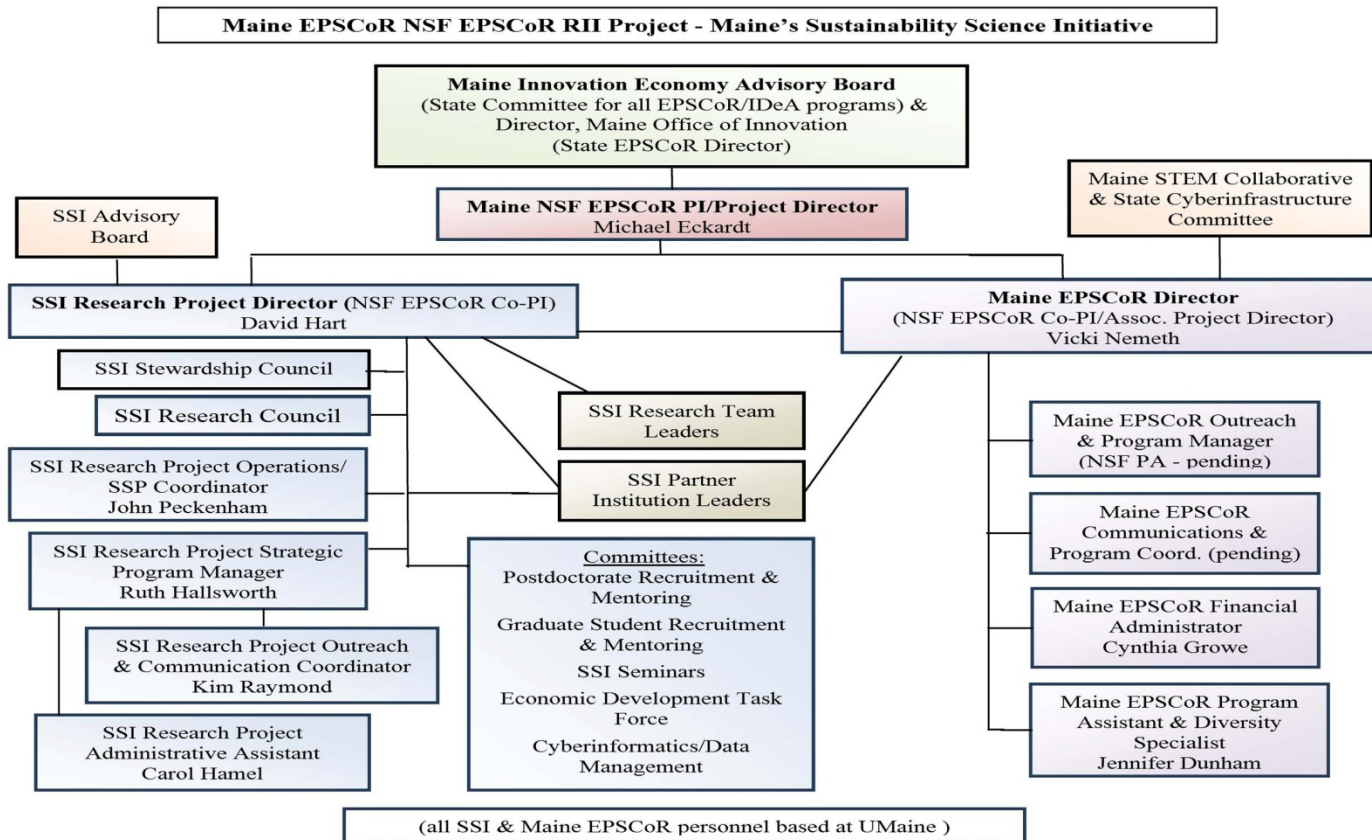 Maine EPSCoR NSF EPSCoR RII Project - Maine's Sustainability Science Initiative
Maine Innovation Economy Advisory Board
(State Committee for all EPSCoR/IDeA programs) &
Director, Maine Office of Innovation
(State EPSCoR Director)
Maine STEM Collaborative
& State Cyberinfrastructure
Committee
SSI Advisory
Board
Maine NSF EPSCoR PI/Project Director
Michael Eckardt
SSI Research Project Director (NSF EPSCoR Co-PI)
David Hart
Maine EPSCoR Director
(NSF EPSCoR Co-PI/Assoc. Project Director)
Vicki Nemeth
SSI Stewardship Council
SSI Research Council
SSI Research Project Operations/
SSP Coordinator
John Peckenham
SSI Research Project Strategic
Program Manager
Ruth Hallsworth
SSI Research Project Outreach
& Communication Coordinator
Kim Raymond
SSI Research Project
Administrative Assistant
Carol Hamel
SSI Research Team
Leaders
SSI Partner
Institution Leaders
Committees:
Postdoctorate Recruitment &
Mentoring
Graduate Student Recruitment
& Mentoring
SSI Seminars
Economic Development Task
Force
Cyberinformatics/Data
Management
Maine EPSCoR Outreach
& Program Manager
(NSF PA - pending)
Maine EPSCoR
Communications &
Program Coord. (pending)
Maine EPSCoR Financial
Administrator
Cynthia Growe
Maine EPSCoR Program
Assistant & Diversity
Specialist
Jennifer Dunham
(all SSI & Maine EPSCoR personnel based at UMaine )